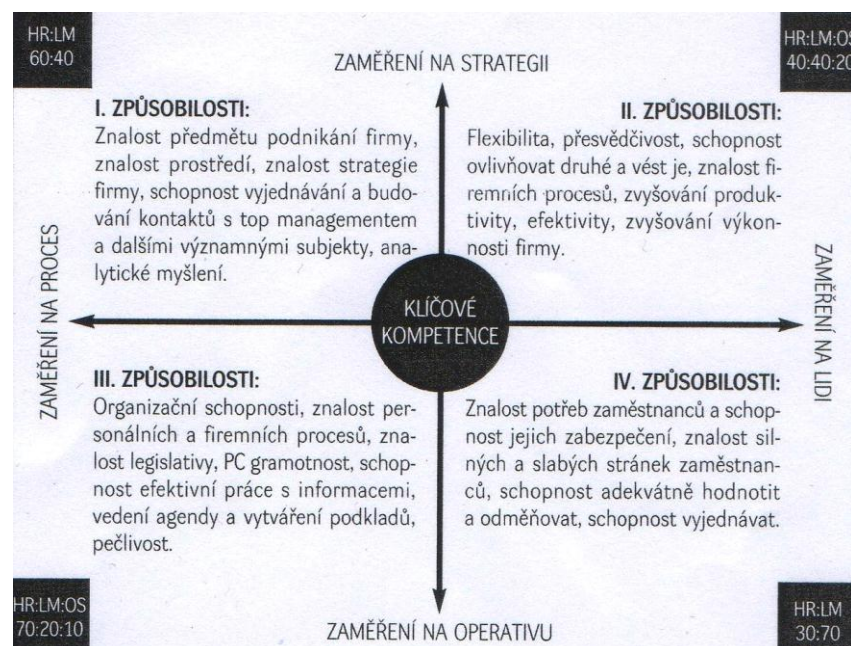 HR:LM
60:40
ZAMĚŘENÍ NA STRATEGII
HR:LM:OS
40:40:20
I. ZPŮSOBILOSTI:
Znalost předmětu podnikání firmy,
znalost prostředí, znalost strategie
firmy, schopnost vyjednávání a budo-
vání kontaktů s top managementem
a dalšími významnými subjekty, ana-
lytické myšlení.
II. ZPŮSOBILOSTI:
Flexibilita, přesvědčivost, schopnost
ovlivňovat druhé a vést je, znalost fi-
remních procesů, zvyšování produk-
tivity, efektivity, zvyšování výkon-
nosti firmy.
ZAMĚŘENÍ NA PROCES
KLÍČOVÉ
KOMPETENCE
ZAMĚŘENÍ NA LIDI
III. ZPŮSOBILOSTI:
Organizační schopnosti, znalost per-
sonálních a firemních procesů, zna-
lost legislativy, PC gramotnost, schop-
nost efektivní práce s informacemi,
vedení agendy a vytváření podkladů,
pečlivost.
IV. ZPŮSOBILOSTI:
Znalost potřeb zaměstnanců a schop-
nost jejich zabezpečení, znalost sil-
ných a slabých stránek zaměstnan-
ců, schopnost adekvátně hodnotit
a odměňovat, schopnost vyjednávat.
HR:LM:OS
70:20:10
ZAMĚŘENÍ NA OPERATIVU
HR:LM
30:70